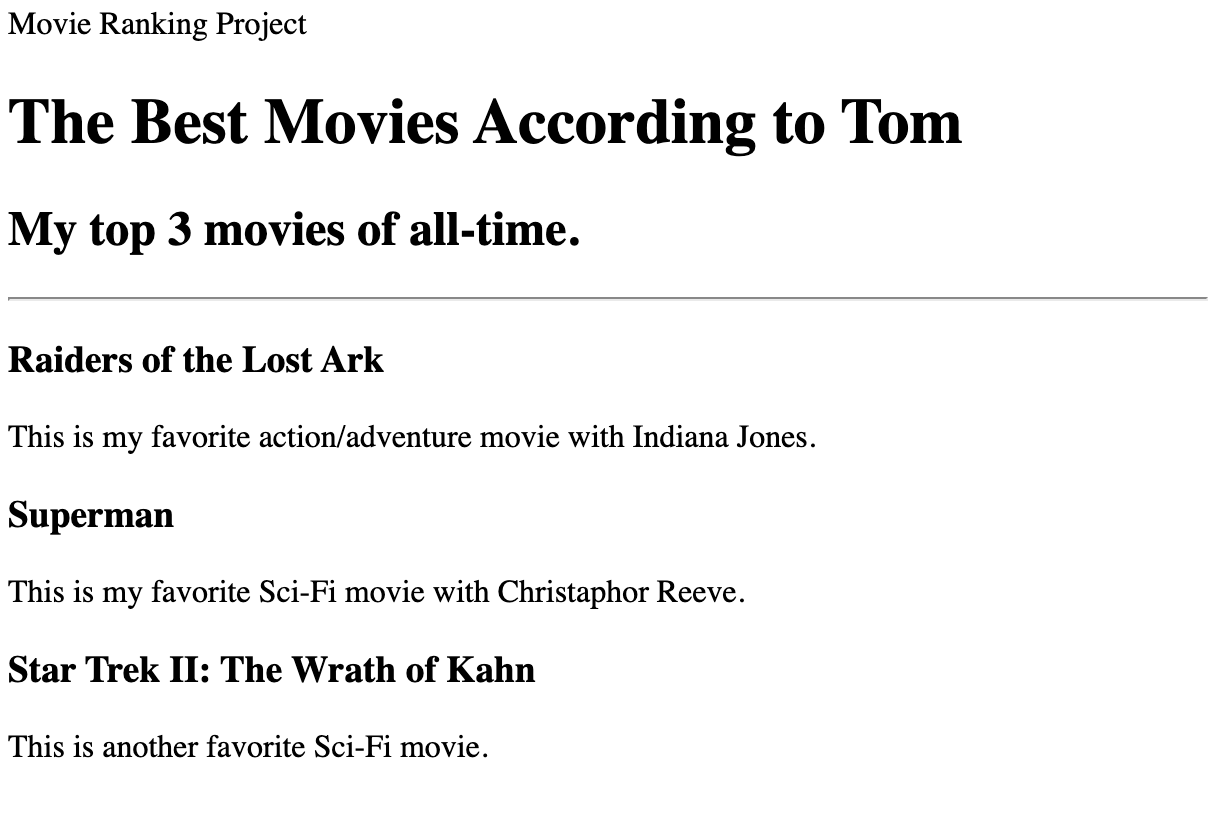 Movie Ranking Project
The Best Movies According to Tom
My top 3 movies of all-time.
Raiders of the Lost Ark
This is my favorite action/adventure movie with Indiana Jones.
Superman
This is my favorite Sci-Fi movie with Christaphor Reeve.
Star Trek II: The Wrath of Kahn
This is another favorite Sci-Fi movie.